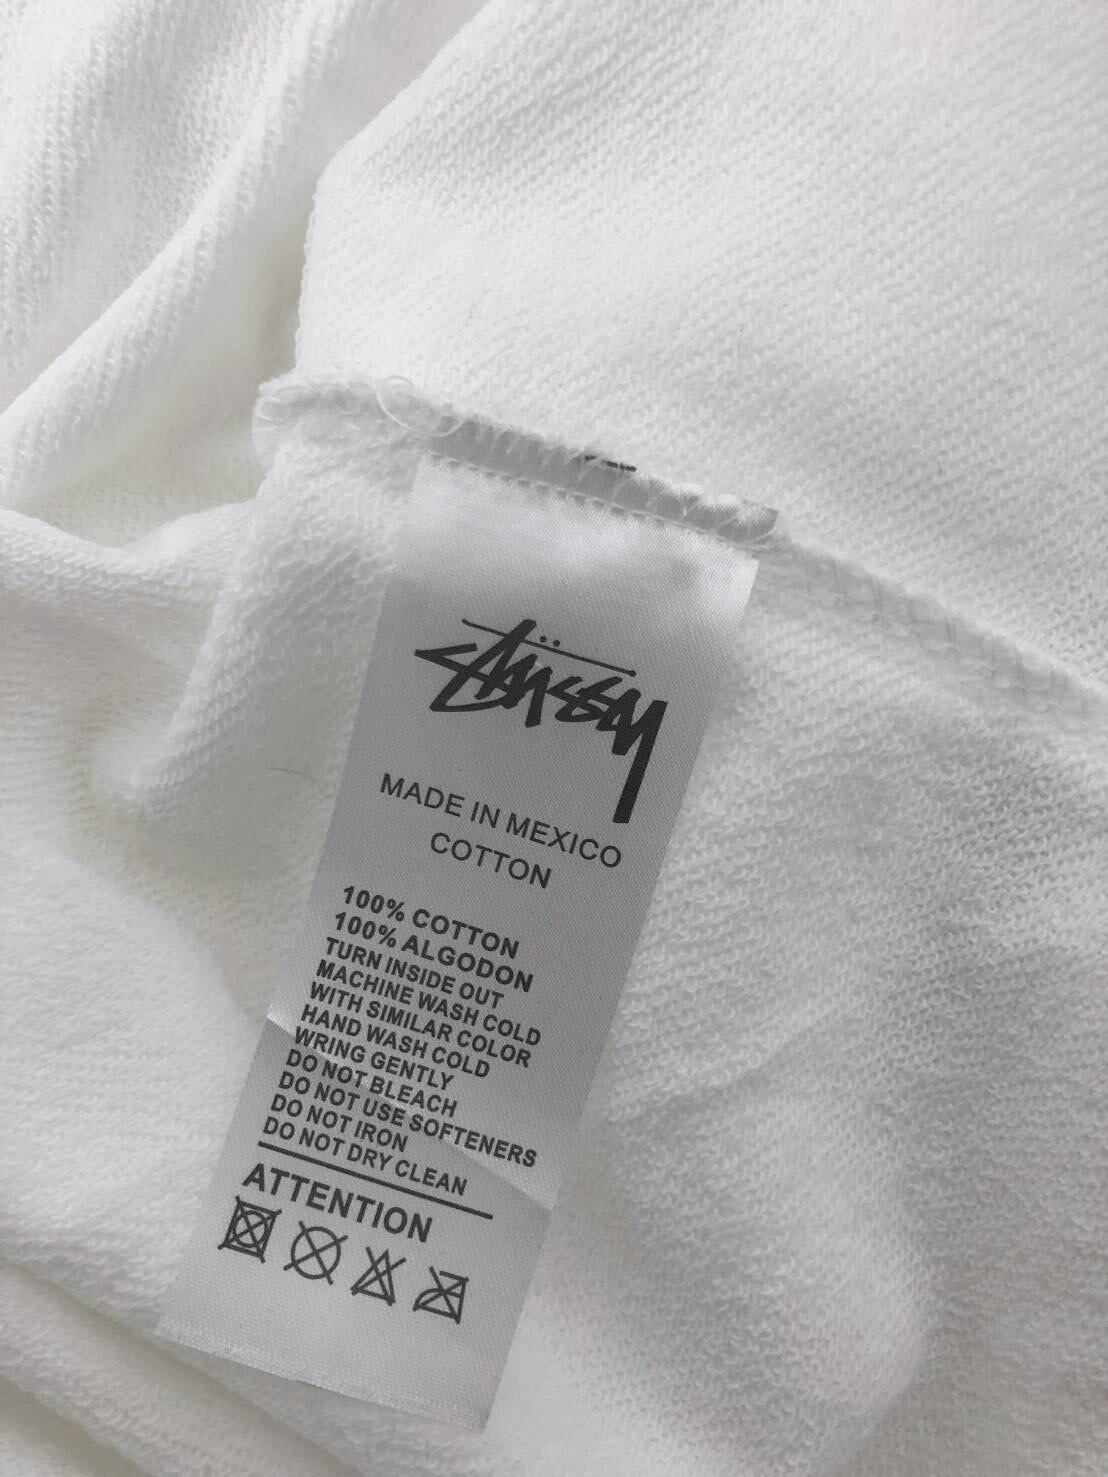 Stüssy
MADE IN MEXICO
COTTON
100% COTTON
100% ALGODON
TURN INSIDE OUT
MACHINE WASH COLD
WITH SIMILAR COLOR
HAND WASH COLD
WRING GENTLY
DO NOT BLEACH
DO NOT USE SOFTENERS
DO NOT IRON
DO NOT DRY CLEAN
ATTENTION